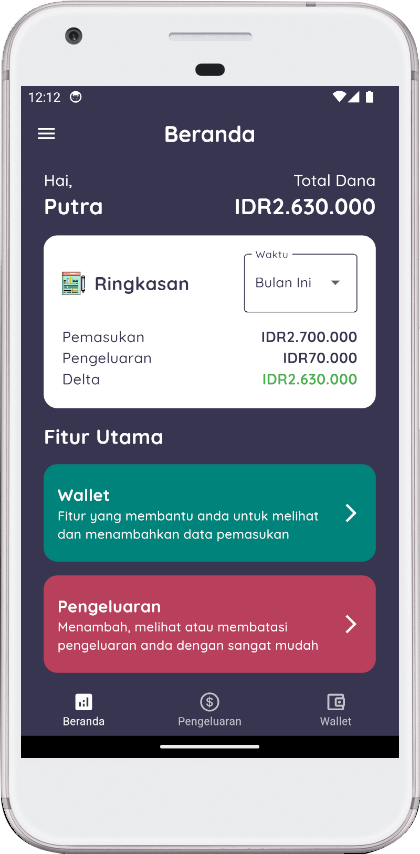 12:12
Beranda
Hai,
Total Dana
Putra
IDR2.630.000
Waktu
Ringkasan
Bulan Ini
Pemasukan IDR2.700.000
Pengeluaran IDR70.000
Delta IDR2.630.000
Fitur Utama
Wallet
Fitur yang membantu anda untuk melihat
dan menambahkan data pemasukan
Pengeluaran
Menambah, melihat atau membatasi
pengeluaran anda dengan sangat mudah
Beranda Pengeluaran Wallet